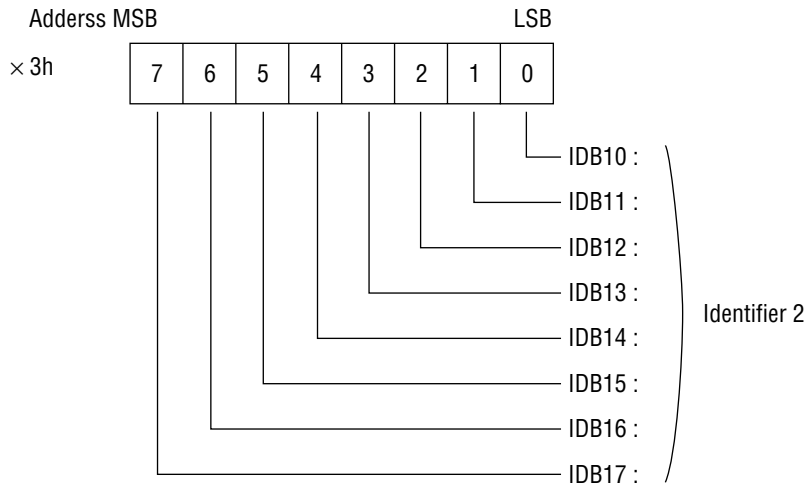 Adderss MSB LSB
× 3h 7 6 5 4 3 2 1 0
IDB10 :
IDB11 :
IDB12 :
IDB13 :
Identifier 2
IDB14 :
IDB15 :
IDB16 :
IDB17 :